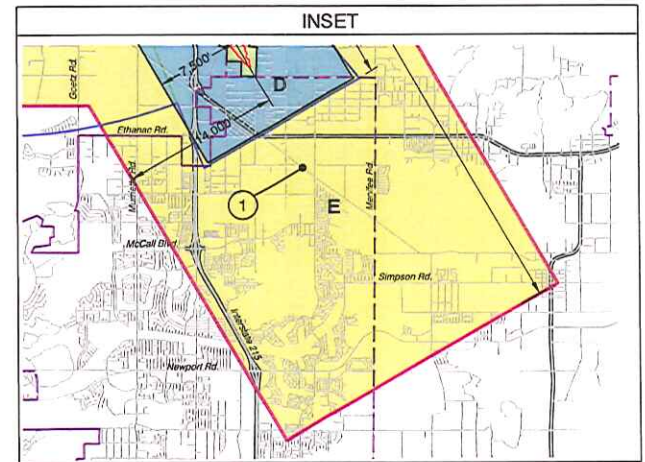 INSET
Goetz Rd.
7,500'
D
14,000'
Ethanac Rd.
Murrieta Rd.
Menifee Rd.
1
E
McCall Blvd.
Simpson Rd.
Interstate 215
Newport Rd.